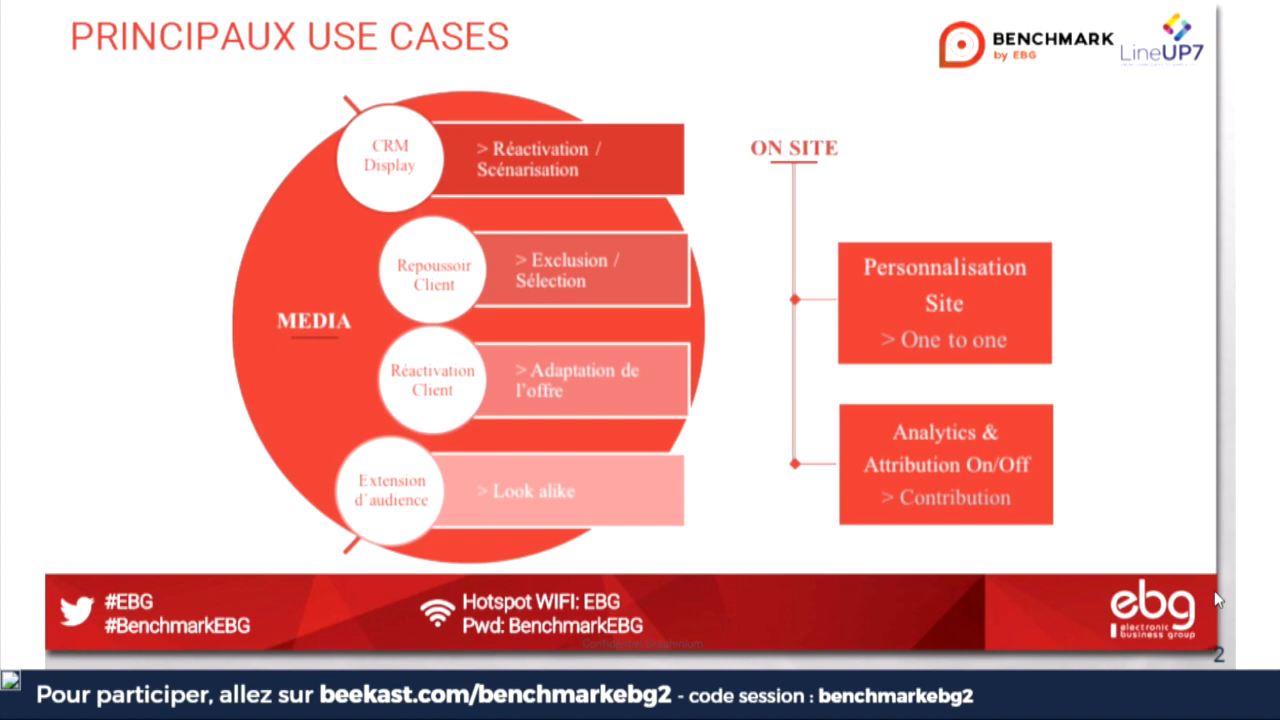 PRINCIPAUX USE CASES
BENCHMARK
by EBG
LineUP7
CRM
Display
> Réactivation /
Scénarisation
Repoussoir
Client
> Exclusion /
Sélection
MEDIA
Réactivation
Client
> Adaptation de
l'offre
Extension
d'audience
> Look alike
ON SITE
Personnalisation
Site
> One to one
Analytics &
Attribution On/Off
> Contribution
#EBG
#BenchmarkEBG
Hotspot WIFI: EBG
Pwd: BenchmarkEBG
ebg
electronic
business group
2
Pour participer, allez sur beekast.com/benchmarkebg2 - code session : benchmarkebg2